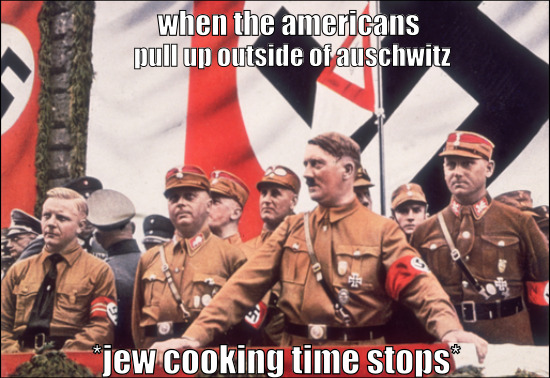 when the americans
pull up outside of auschwitz
*jew cooking time stops*